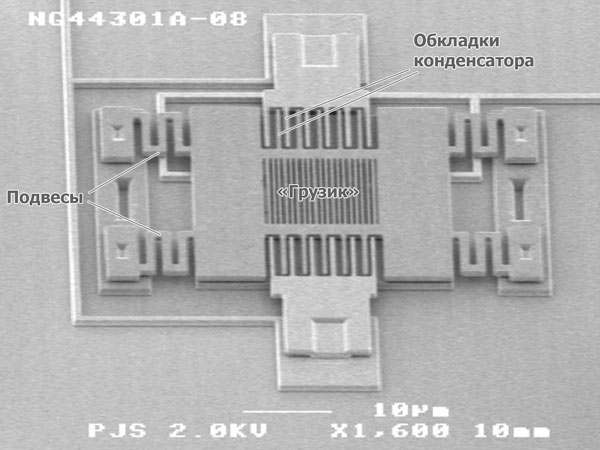 NG44301A-08
Обкладки
конденсатора
«Грузик»
Подвесы
10µm
PJS 2.0KV X1,600 10mm